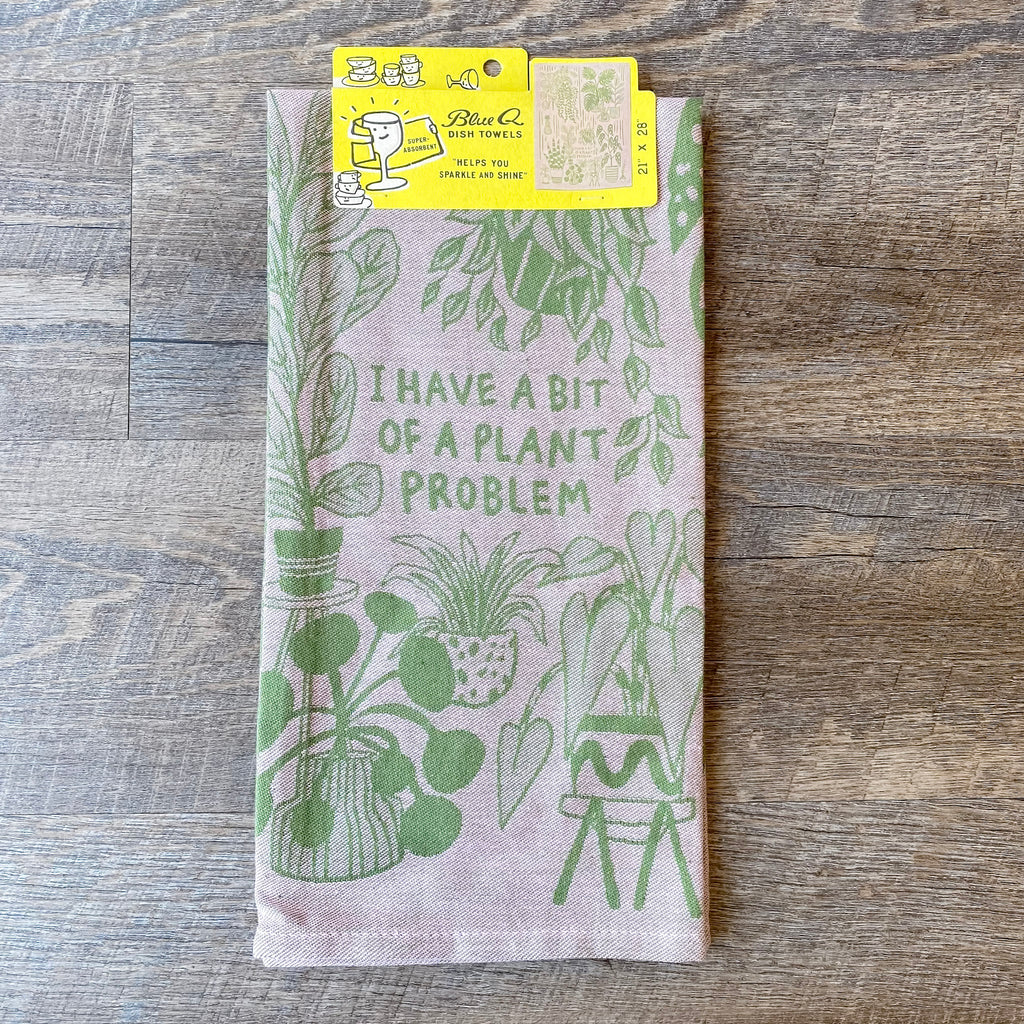 Blue Q
DISH TOWELS
SUPER-
ABSORBENT
"HELPS YOU
SPARKLE AND SHINE"
21" X 28"
I HAVE A BIT
OF A PLANT
PROBLEM